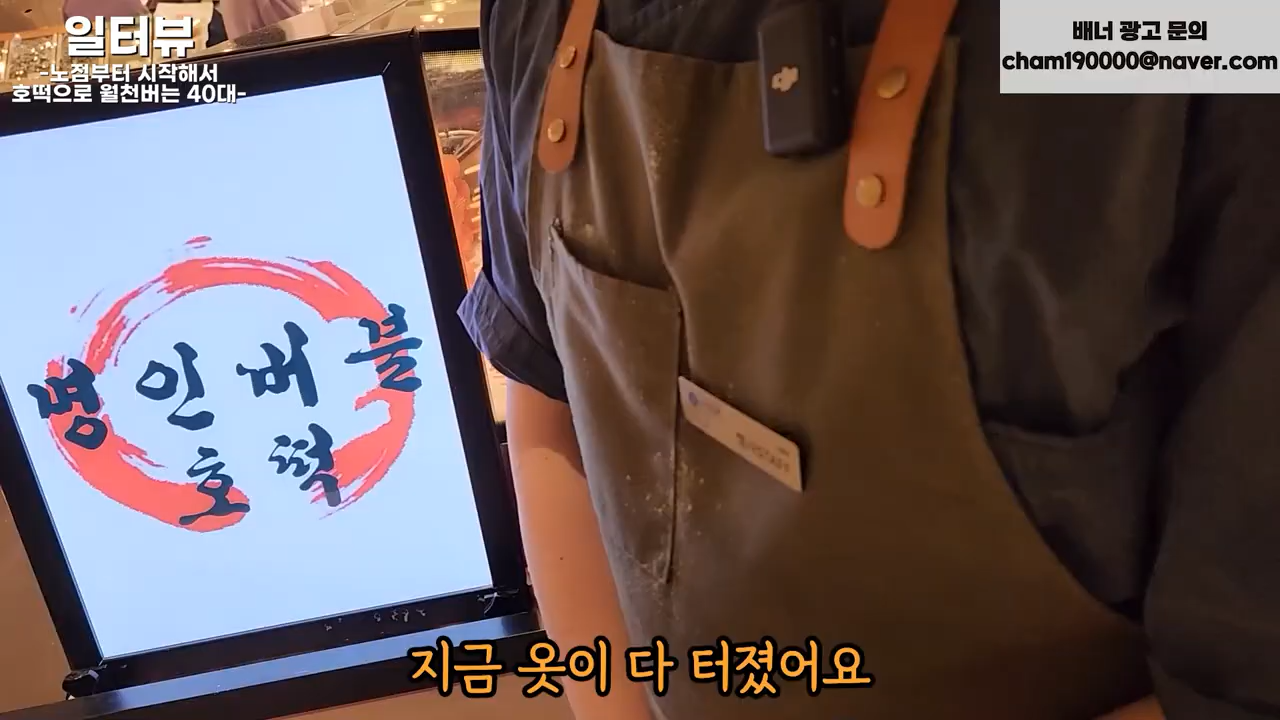 일터뷰
-노점부터 시작해서
호떡으로 월천버는 40대-
배너 광고 문의
cham190000@naver.com
명인버블
호떡
지금 옷이 다 터졌어요